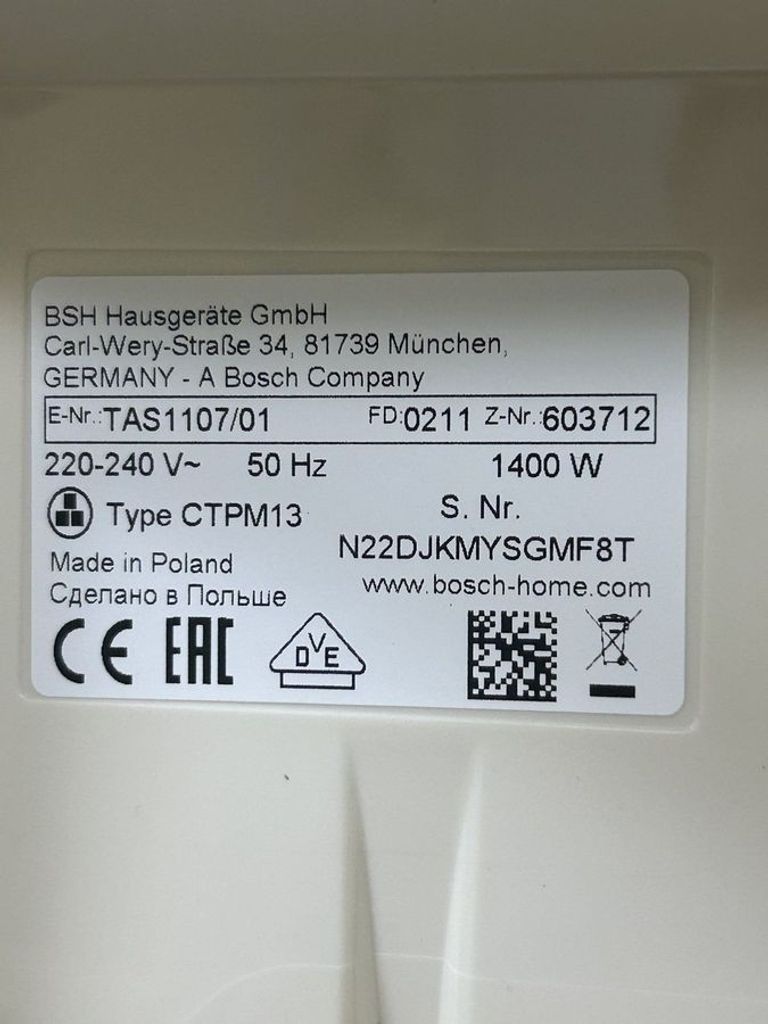 BSH Hausgeräte GmbH
Carl-Wery-Straße 34, 81739 München,
GERMANY - A Bosch Company
E-Nr.:TAS1107/01 FD:0211 Z-Nr.:603712
220-240 V~ 50 Hz 1400 W
Type CTPM13 S. Nr.
N22DJKMYSGMF8T
Made in Poland
www.bosch-home.com
Сделано в Польше
CE EAC DVE